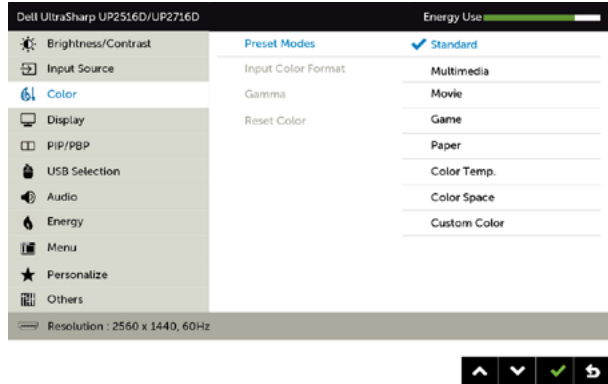 Dell UltraSharp UP2516D/UP2716D Energy Use
Brightness/Contrast Preset Modes Standard
Input Source Input Color Format Multimedia
Color Gamma Movie
Display Reset Color Game
PIP/PBP Paper
USB Selection Color Temp.
Audio Color Space
Energy Custom Color
Menu
Personalize
Others
Resolution : 2560 x 1440, 60Hz